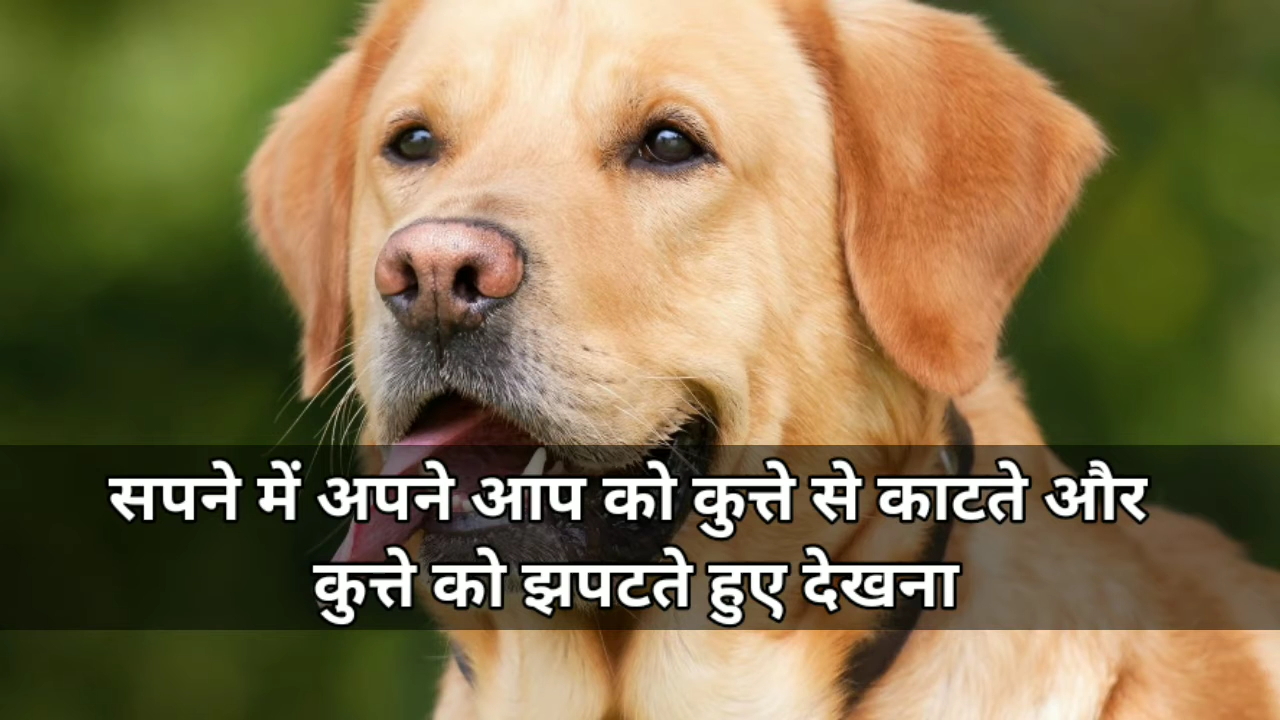 सपने में अपने आप को कुत्ते से काटते और
कुत्ते को झपटते हुए देखना